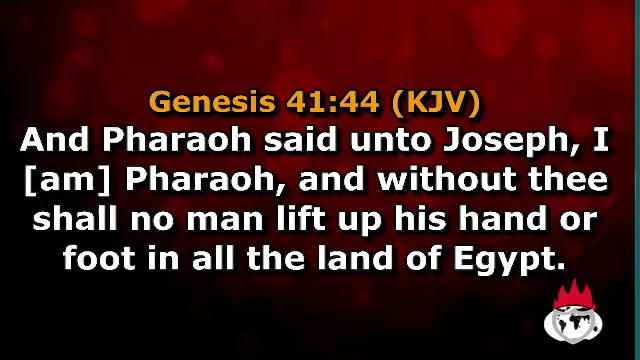 Genesis 41:44 (KJV)
And Pharaoh said unto Joseph, I
[am] Pharaoh, and without thee
shall no man lift up his hand or
foot in all the land of Egypt.